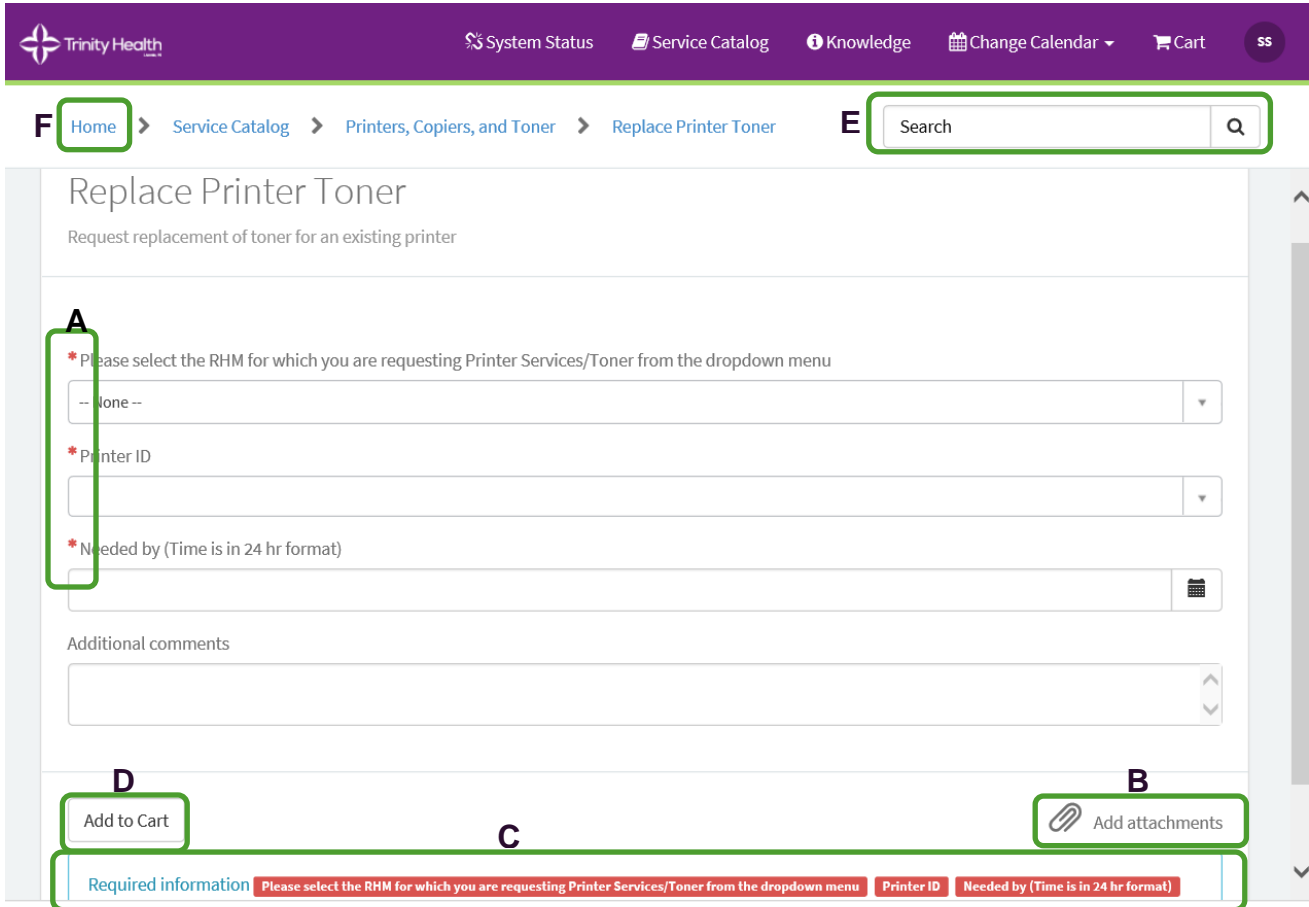 Trinity Health System Status Service Catalog Knowledge Change Calendar Cart SS
F Home Service Catalog Printers, Copiers, and Toner Replace Printer Toner E Search
Replace Printer Toner
Request replacement of toner for an existing printer
A
* Please select the RHM for which you are requesting Printer Services/Toner from the dropdown menu
-- None --
* Printer ID
* Needed by (Time is in 24 hr format)
Additional comments
D B
Add to Cart Add attachments
C
Required information Please select the RHM for which you are requesting Printer Services/Toner from the dropdown menu Printer ID Needed by (Time is in 24 hr format)